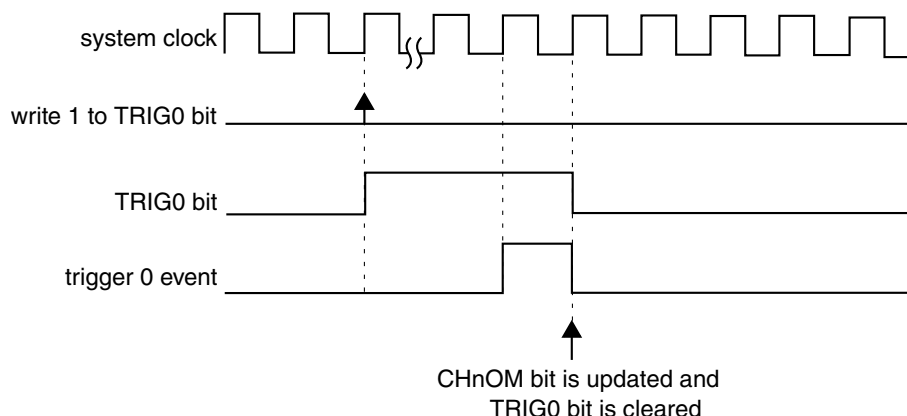 system clock
write 1 to TRIG0 bit
TRIG0 bit
trigger 0 event
CHnOM bit is updated and
TRIG0 bit is cleared